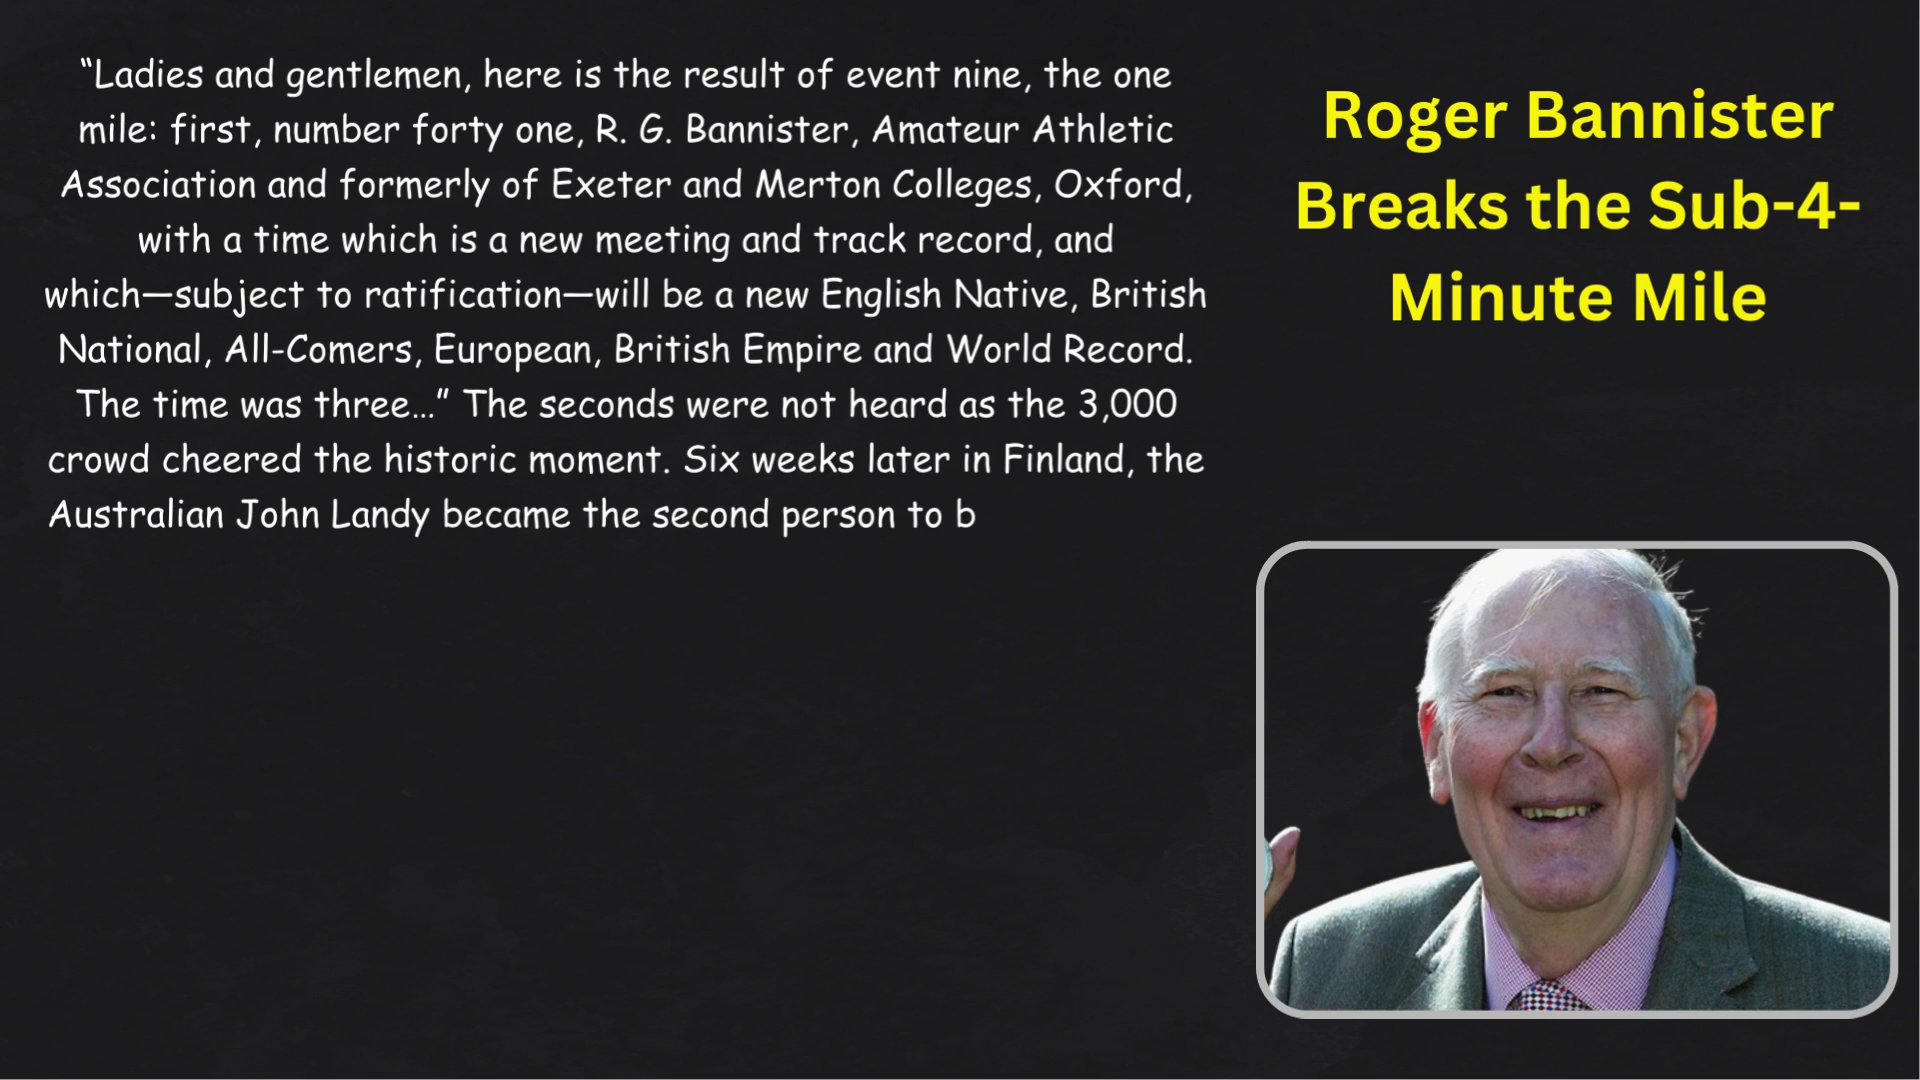 “Ladies and gentlemen, here is the result of event nine, the one
mile: first, number forty one, R. G. Bannister, Amateur Athletic
Association and formerly of Exeter and Merton Colleges, Oxford,
with a time which is a new meeting and track record, and
which—subject to ratification—will be a new English Native, British
National, All-Comers, European, British Empire and World Record.
The time was three…” The seconds were not heard as the 3,000
crowd cheered the historic moment. Six weeks later in Finland, the
Australian John Landy became the second person to b
Roger Bannister
Breaks the Sub-4-
Minute Mile